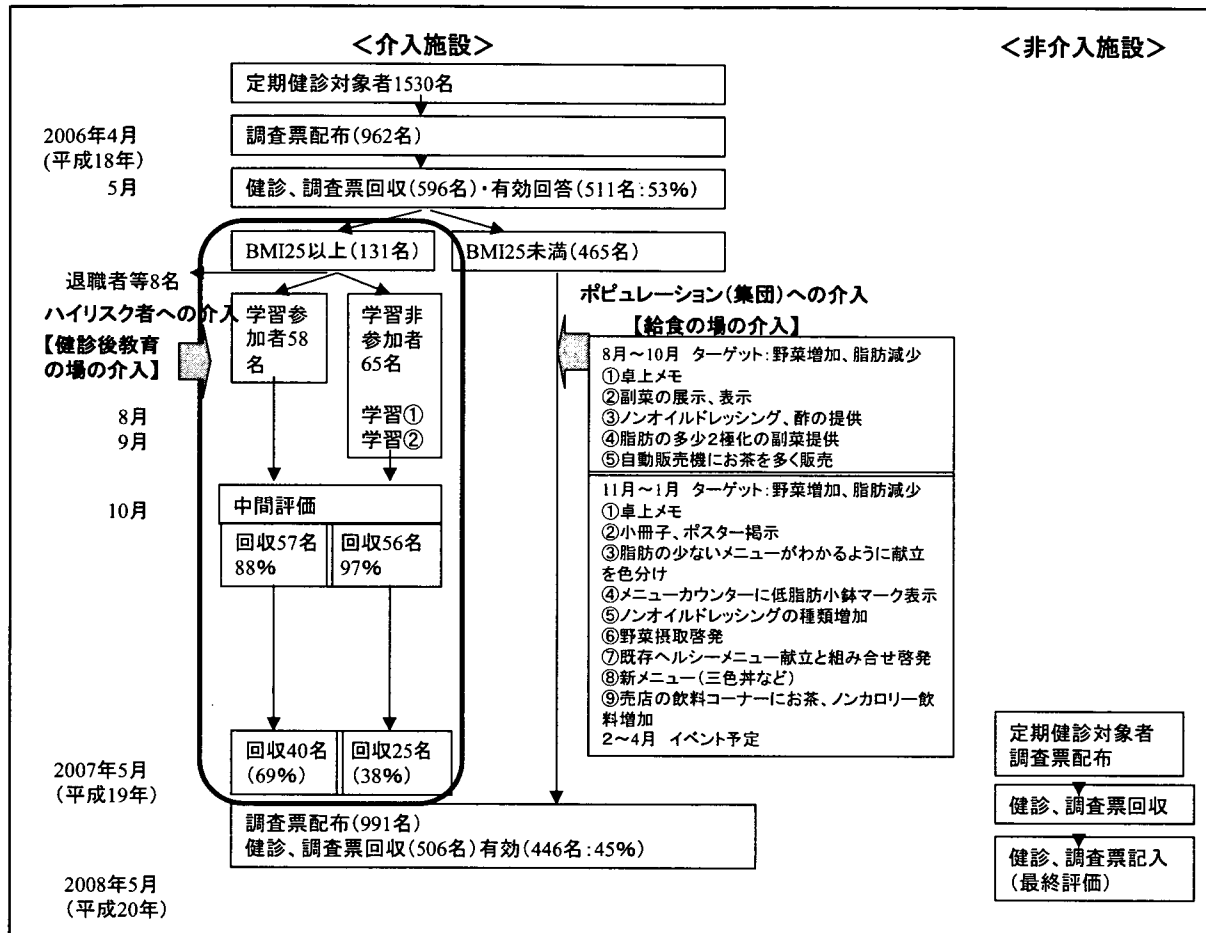 ＜介入施設＞
＜非介入施設＞
定期健診対象者1530名
2006年4月
(平成18年)
調査票配布(962名)
5月
健診、調査票回収(596名)・有効回答(511名:53%)
BMI25以上(131名)
BMI25未満(465名)
退職者等8名
ハイリスク者への介入
【健診後教育
の場の介入】
学習参
加者58
名
学習非
参加者
65名
学習①
学習②
8月
9月
ポピュレーション(集団)への介入
【給食の場の介入】
8月～10月 ターゲット:野菜増加、脂肪減少
①卓上メモ
②副菜の展示、表示
③ノンオイルドレッシング、酢の提供
④脂肪の多少２極化の副菜提供
⑤自動販売機にお茶を多く販売
11月～1月 ターゲット:野菜増加、脂肪減少
①卓上メモ
②小冊子、ポスター掲示
③脂肪の少ないメニューがわかるように献立
を色分け
④メニューカウンターに低脂肪小鉢マーク表示
⑤ノンオイルドレッシングの種類増加
⑥野菜摂取啓発
⑦既存ヘルシーメニュー献立と組み合せ啓発
⑧新メニュー(三色丼など)
⑨売店の飲料コーナーにお茶、ノンカロリー飲
料増加
２～４月 イベント予定
10月
中間評価
回収57名
88%
回収56名
97%
回収40名
(69%)
回収25名
(38%)
2007年5月
(平成19年)
調査票配布(991名)
健診、調査票回収(506名)有効(446名:45%)
2008年5月
(平成20年)
定期健診対象者
調査票配布
健診、調査票回収
健診、調査票記入
(最終評価)